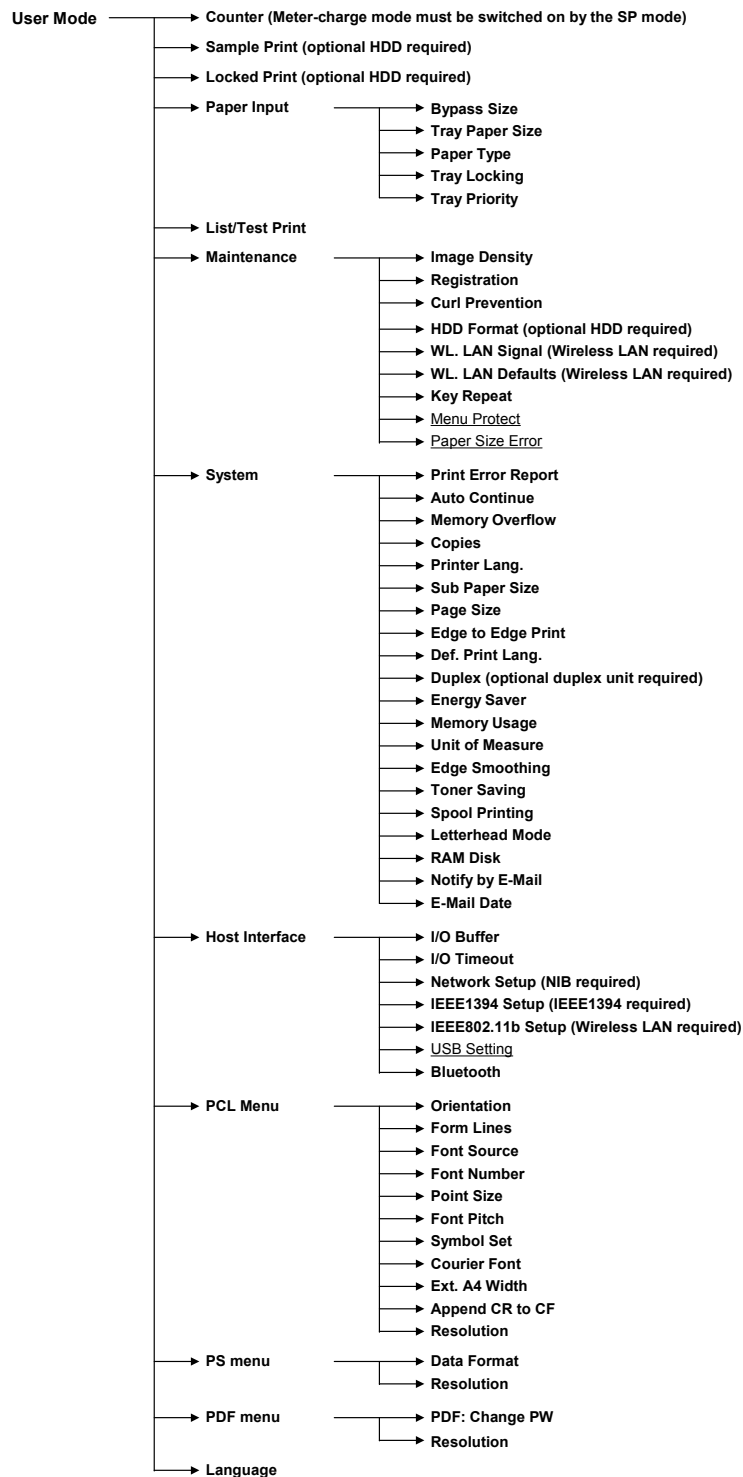 User Mode
Counter (Meter-charge mode must be switched on by the SP mode)
Sample Print (optional HDD required)
Locked Print (optional HDD required)
Paper Input
Bypass Size
Tray Paper Size
Paper Type
Tray Locking
Tray Priority
List/Test Print
Maintenance
Image Density
Registration
Curl Prevention
HDD Format (optional HDD required)
WL. LAN Signal (Wireless LAN required)
WL. LAN Defaults (Wireless LAN required)
Key Repeat
Menu Protect
Paper Size Error
System
Print Error Report
Auto Continue
Memory Overflow
Copies
Printer Lang.
Sub Paper Size
Page Size
Edge to Edge Print
Def. Print Lang.
Duplex (optional duplex unit required)
Energy Saver
Memory Usage
Unit of Measure
Edge Smoothing
Toner Saving
Spool Printing
Letterhead Mode
RAM Disk
Notify by E-Mail
E-Mail Date
Host Interface
I/O Buffer
I/O Timeout
Network Setup (NIB required)
IEEE1394 Setup (IEEE1394 required)
IEEE802.11b Setup (Wireless LAN required)
USB Setting
Bluetooth
PCL Menu
Orientation
Form Lines
Font Source
Font Number
Point Size
Font Pitch
Symbol Set
Courier Font
Ext. A4 Width
Append CR to CF
Resolution
PS menu
Data Format
Resolution
PDF menu
PDF: Change PW
Resolution
Language